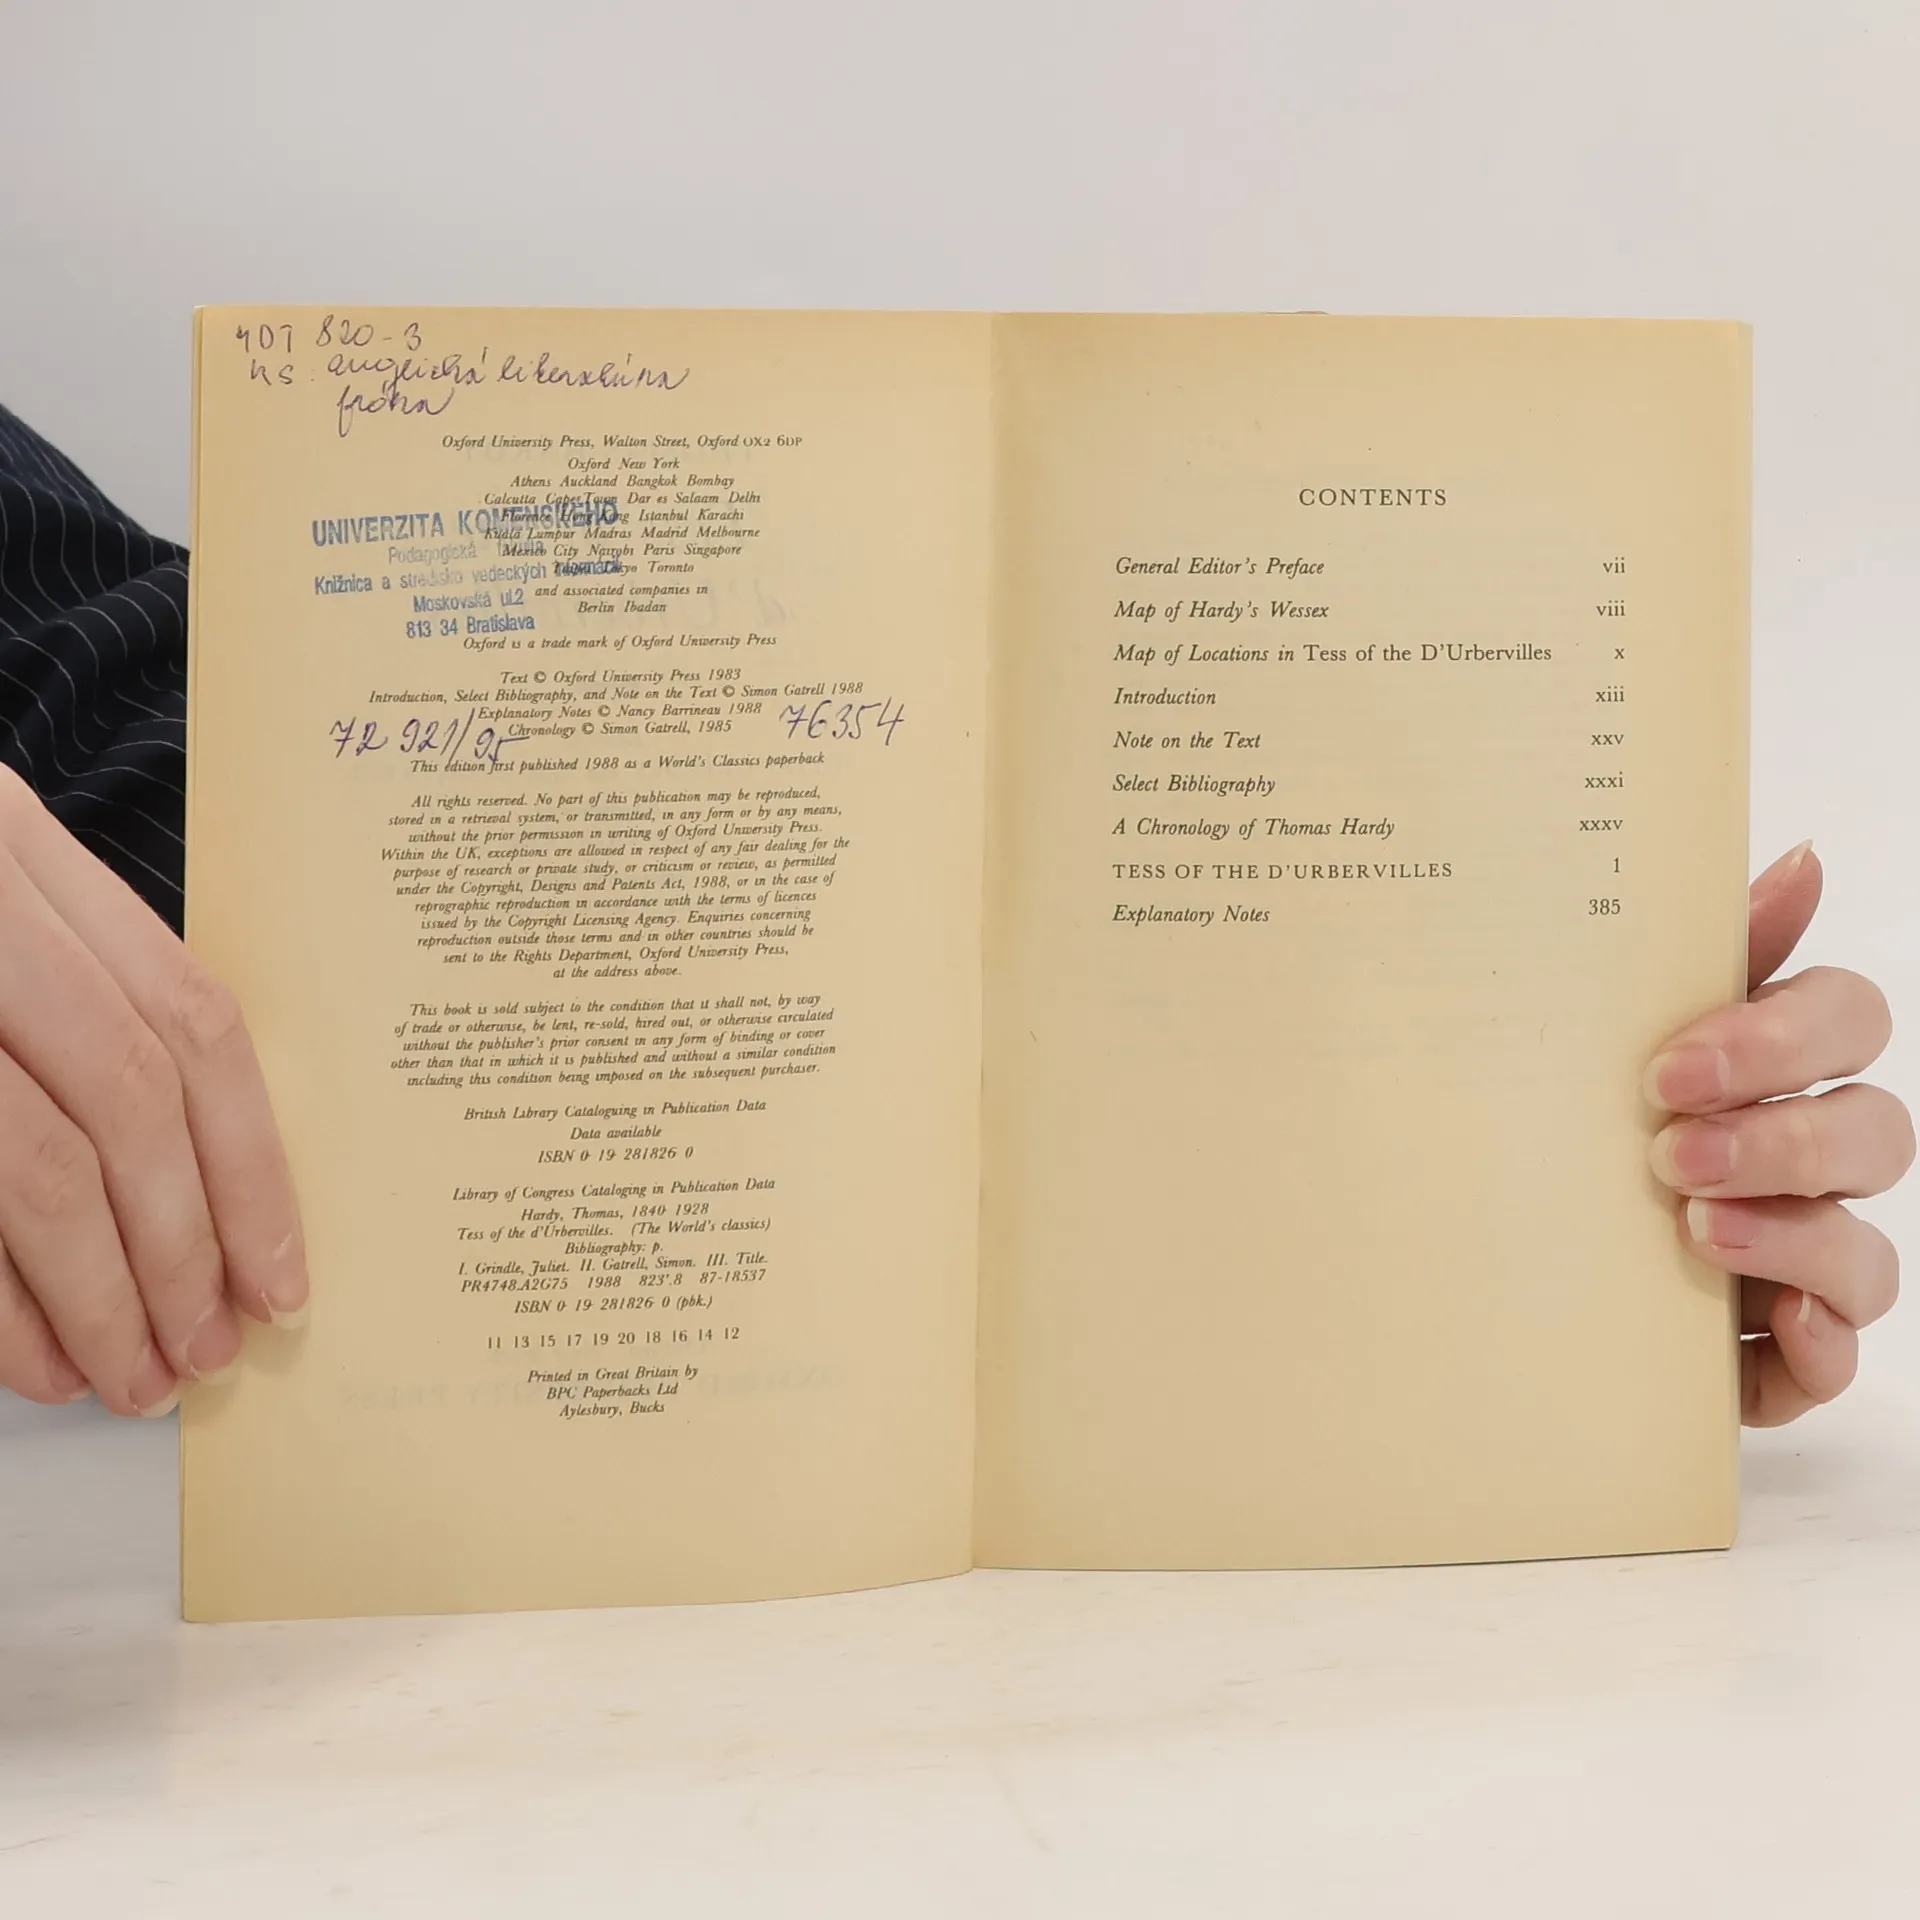 MDT 820-3
KS: anglická literatúra
próza
Oxford University Press, Walton Street, Oxford OX2 6DP
Oxford New York
Athens Auckland Bangkok Bombay
Calcutta Cape Town Dar es Salaam Delhi
Florence Hong Kong Istanbul Karachi
Kuala Lumpur Madras Madrid Melbourne
Mexico City Nairobi Paris Singapore
Tokyo Toronto
and associated companies in
Berlin Ibadan
UNIVERZITA KOMENSKÉHO
Pedagogická fakulta
Knižnica a stredisko vedeckých informácií
Moskovská ul.2
813 34 Bratislava
Oxford is a trade mark of Oxford University Press
Text © Oxford University Press 1983
Introduction, Select Bibliography, and Note on the Text © Simon Gatrell 1988
Explanatory Notes © Nancy Barrineau 1988
Chronology © Simon Gatrell, 1985
72 921/95
76354
This edition first published 1988 as a World's Classics paperback
All rights reserved. No part of this publication may be reproduced,
stored in a retrieval system, or transmitted, in any form or by any means,
without the prior permission in writing of Oxford University Press.
Within the UK, exceptions are allowed in respect of any fair dealing for the
purpose of research or private study, or criticism or review, as permitted
under the Copyright, Designs and Patents Act, 1988, or in the case of
reprographic reproduction in accordance with the terms of licences
issued by the Copyright Licensing Agency. Enquiries concerning
reproduction outside those terms and in other countries should be
sent to the Rights Department, Oxford University Press,
at the address above.
This book is sold subject to the condition that it shall not, by way
of trade or otherwise, be lent, re-sold, hired out, or otherwise circulated
without the publisher's prior consent in any form of binding or cover
other than that in which it is published and without a similar condition
including this condition being imposed on the subsequent purchaser.
British Library Cataloguing in Publication Data
Data available
ISBN 0-19-281826-0
Library of Congress Cataloging in Publication Data
Hardy, Thomas, 1840-1928
Tess of the d'Urbervilles. (The World's classics)
Bibliography: p.
I. Grindle, Juliet. II. Gatrell, Simon. III. Title.
PR4748.A2G75 1988 823'.8 87-18537
ISBN 0-19-281826-0 (pbk.)
11 13 15 17 19 20 18 16 14 12
Printed in Great Britain by
BPC Paperbacks Ltd
Aylesbury, Bucks
CONTENTS
General Editor's Preface vii
Map of Hardy's Wessex viii
Map of Locations in Tess of the D'Urbervilles x
Introduction xiii
Note on the Text xxv
Select Bibliography xxxi
A Chronology of Thomas Hardy xxxv
TESS OF THE D'URBERVILLES 1
Explanatory Notes 385